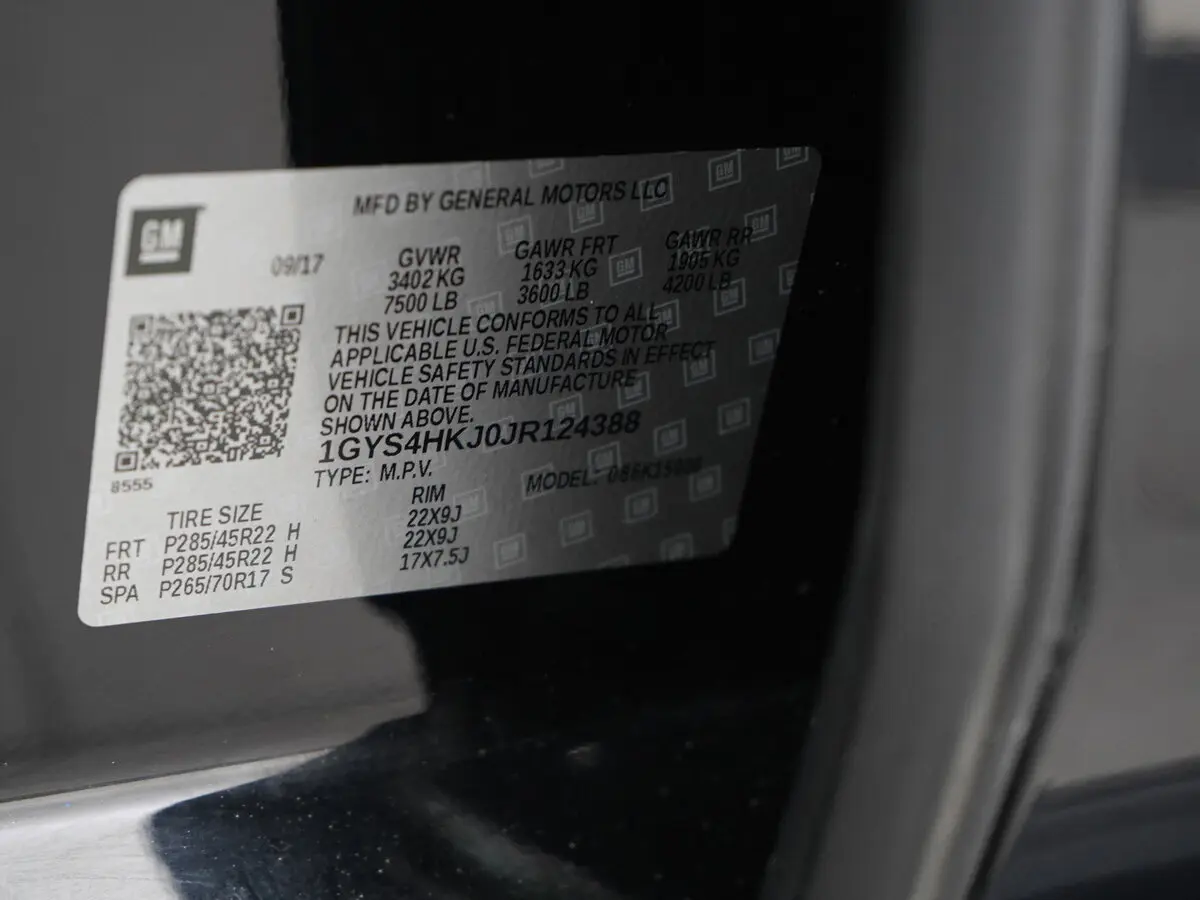 MFD BY GENERAL MOTORS LLC
GM
09/17
GVWR GAWR FRT GAWR RR
3402 KG 1633 KG 1905 KG
7500 LB 3600 LB 4200 LB
THIS VEHICLE CONFORMS TO ALL
APPLICABLE U.S. FEDERAL MOTOR
VEHICLE SAFETY STANDARDS IN EFFECT
ON THE DATE OF MANUFACTURE
SHOWN ABOVE.
1GYS4HKJ0JR124388
TYPE: M.P.V. MODEL:
8555
TIRE SIZE RIM
FRT P285/45R22 H 22X9J
RR P285/45R22 H 22X9J
SPA P265/70R17 S 17X7.5J